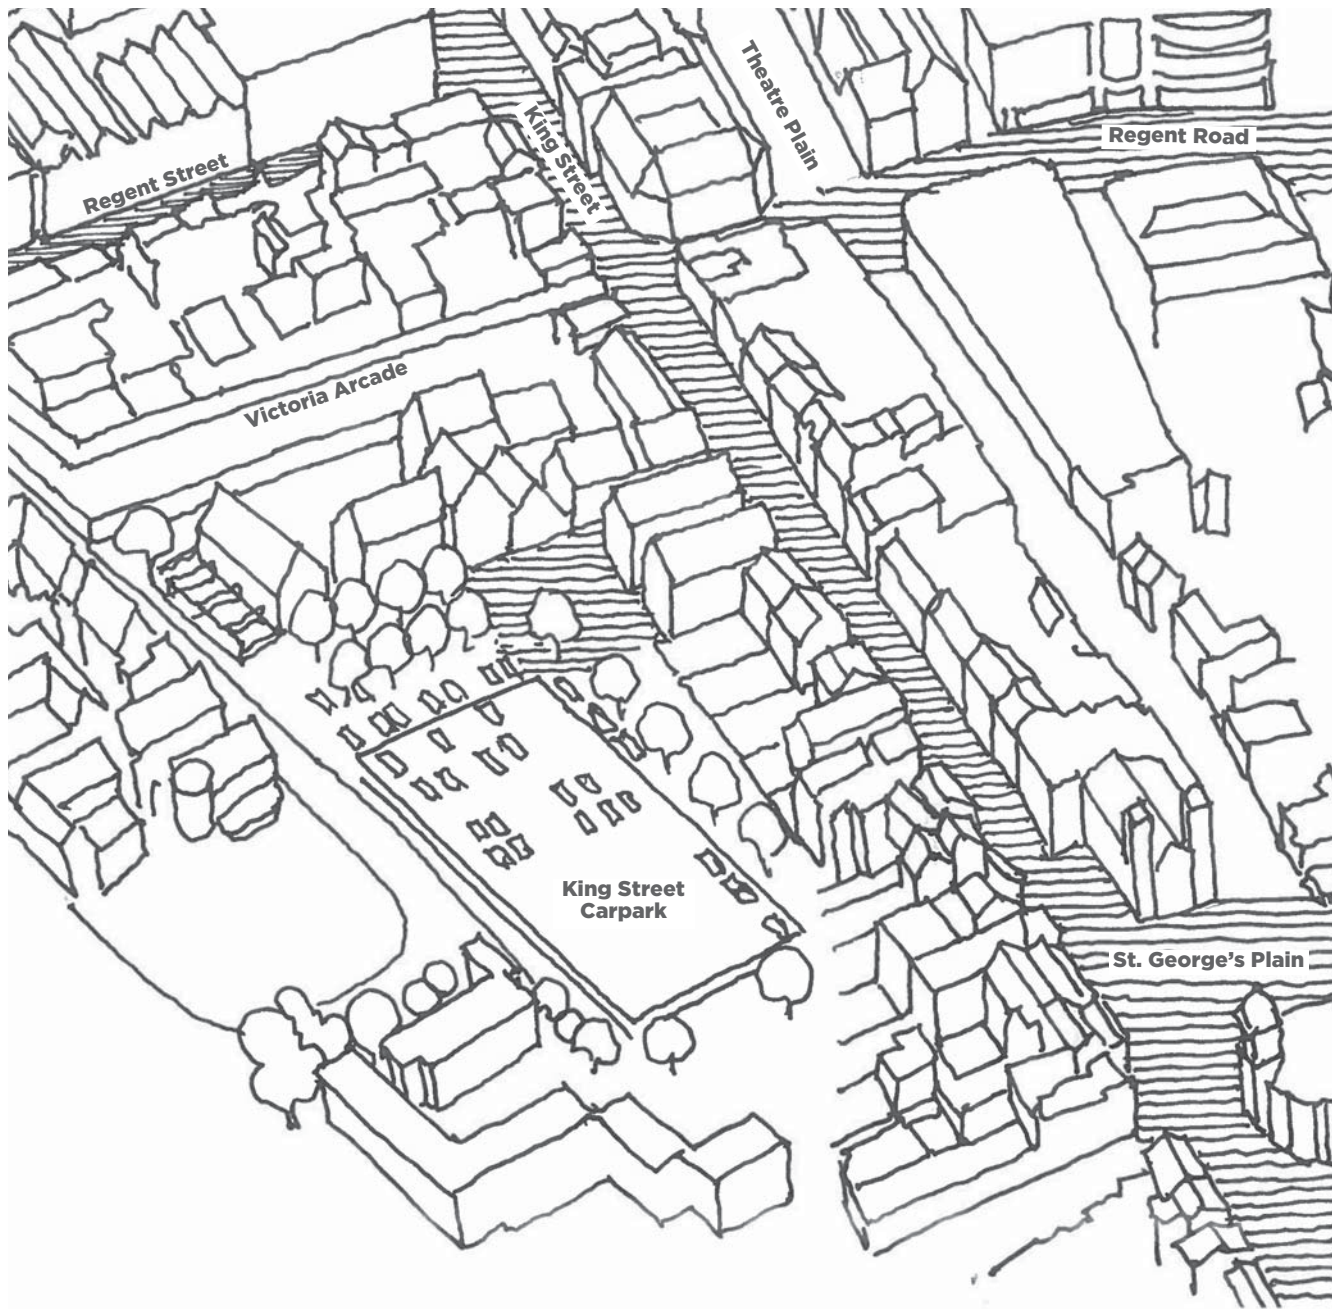 Theatre Plain
King Street
Regent Road
Regent Street
Victoria Arcade
King Street
Carpark
St. George's Plain